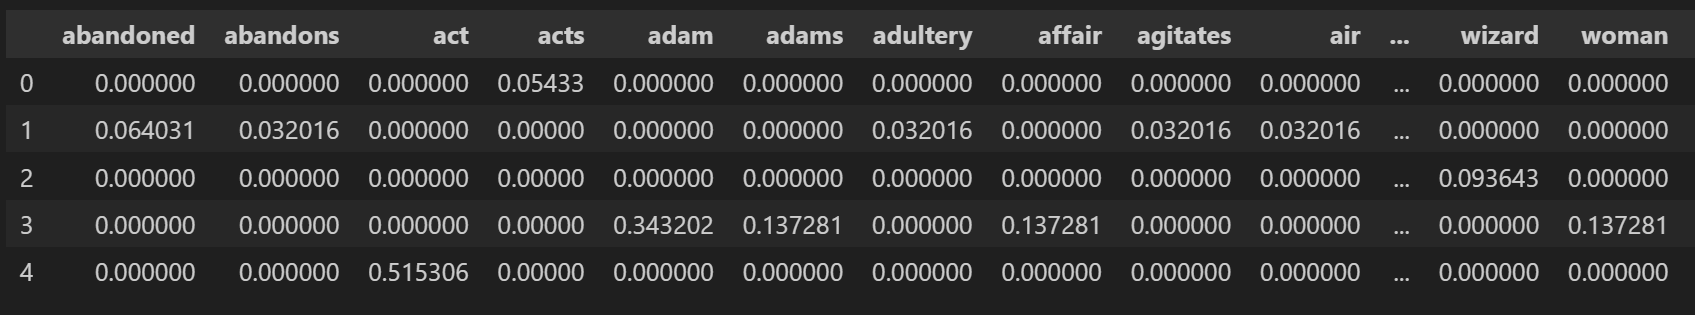 abandoned abandons act acts adam adams adultery affair agitates air ... wizard woman
0 0.000000 0.000000 0.000000 0.05433 0.000000 0.000000 0.000000 0.000000 0.000000 0.000000 ... 0.000000 0.000000
1 0.064031 0.032016 0.000000 0.00000 0.000000 0.000000 0.032016 0.000000 0.032016 0.032016 ... 0.000000 0.000000
2 0.000000 0.000000 0.000000 0.00000 0.000000 0.000000 0.000000 0.000000 0.000000 0.000000 ... 0.093643 0.000000
3 0.000000 0.000000 0.000000 0.00000 0.343202 0.137281 0.000000 0.137281 0.000000 0.000000 ... 0.000000 0.137281
4 0.000000 0.000000 0.515306 0.00000 0.000000 0.000000 0.000000 0.000000 0.000000 0.000000 ... 0.000000 0.000000